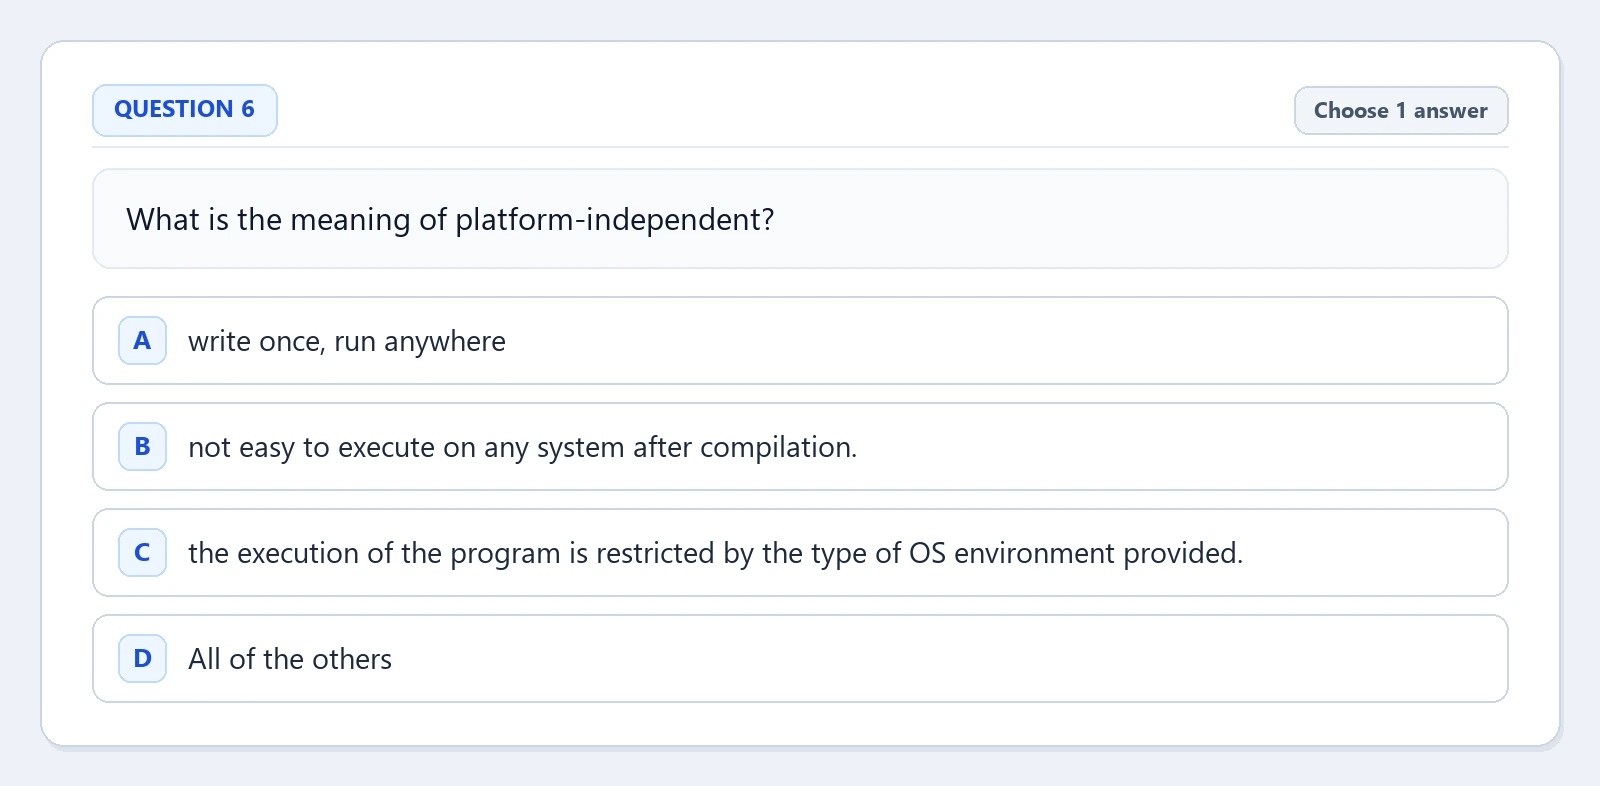 QUESTION 6
Choose 1 answer
What is the meaning of platform-independent?
A write once, run anywhere
B not easy to execute on any system after compilation.
C the execution of the program is restricted by the type of OS environment provided.
D All of the others